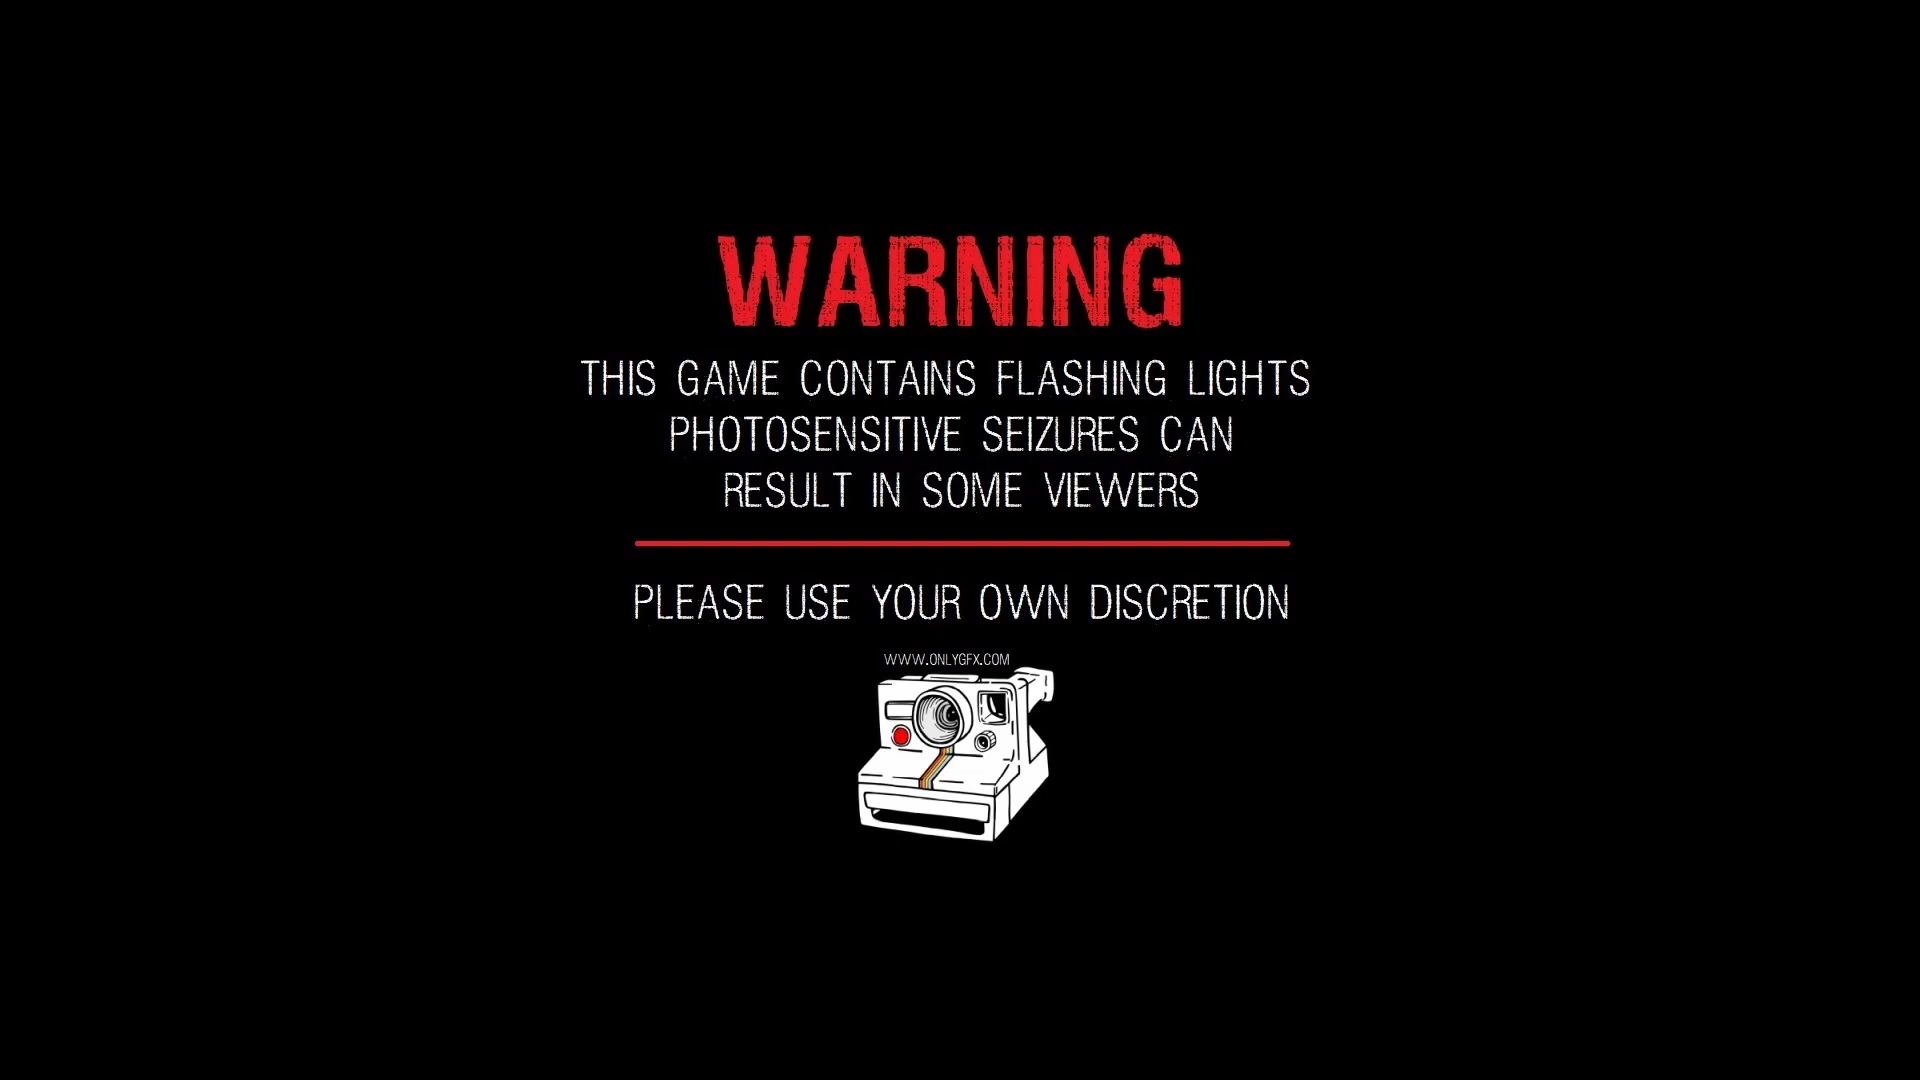 WARNING
THIS GAME CONTAINS FLASHING LIGHTS
PHOTOSENSITIVE SEIZURES CAN
RESULT IN SOME VIEWERS
PLEASE USE YOUR OWN DISCRETION
WWW.ONLYGFX.COM